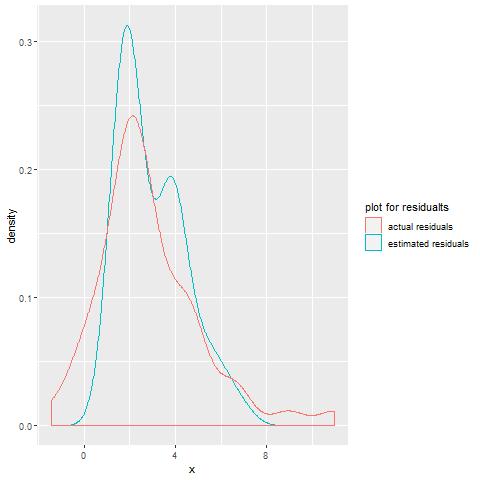 0.3
0.2
0.1
0.0
density
0
4
8
x
plot for residualts
actual residuals
estimated residuals